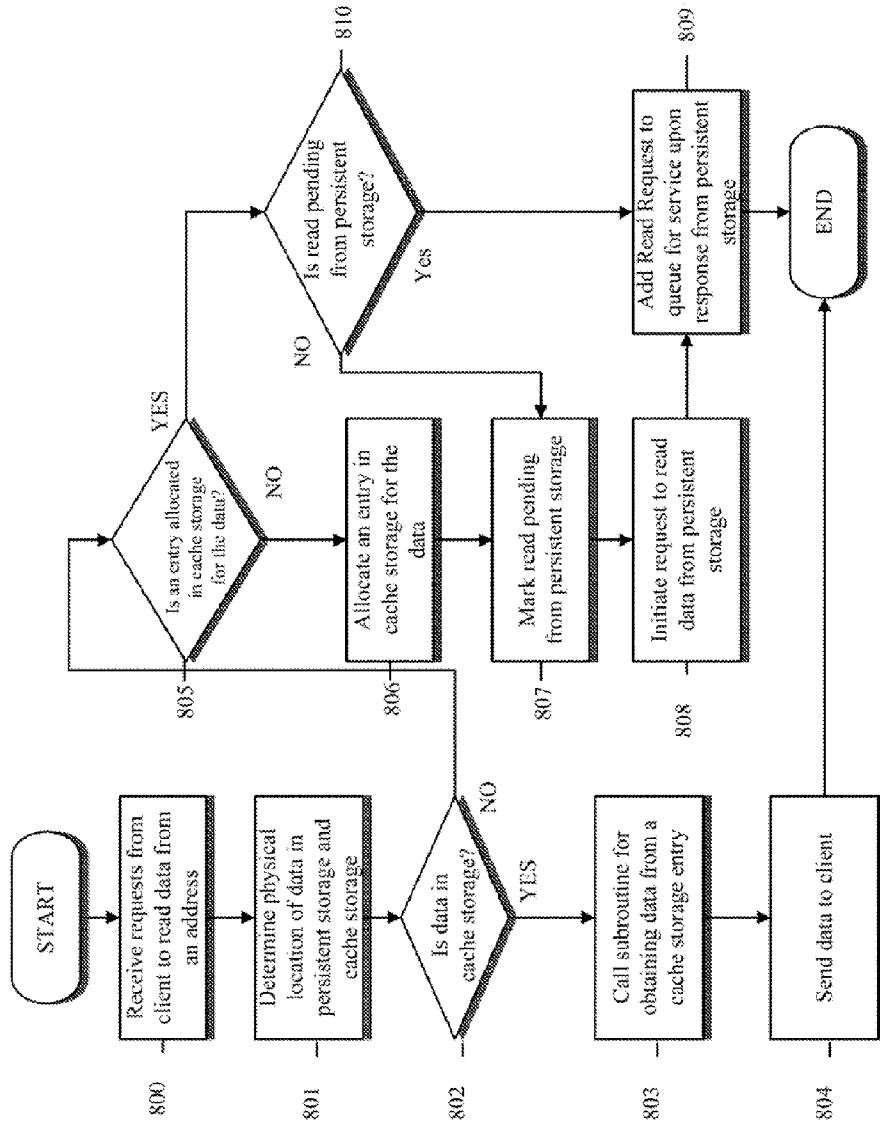 START
Receive requests from
client to read data from
an address
800
Determine physical
location of data in
persistent storage and
cache storage
801
Is data in
cache storage?
802
NO
YES
Call subroutine for
obtaining data from a
cache storage entry
803
Send data to client
804
Is an entry allocated
in cache storage
for the data?
805
YES
NO
Allocate an entry in
cache storage for the
data
806
Mark read pending
from persistent storage
807
Initiate request to read
data from persistent
storage
808
Is read pending
from persistent
storage?
810
NO
Yes
Add Read Request to
queue for service upon
response from persistent
storage
809
END